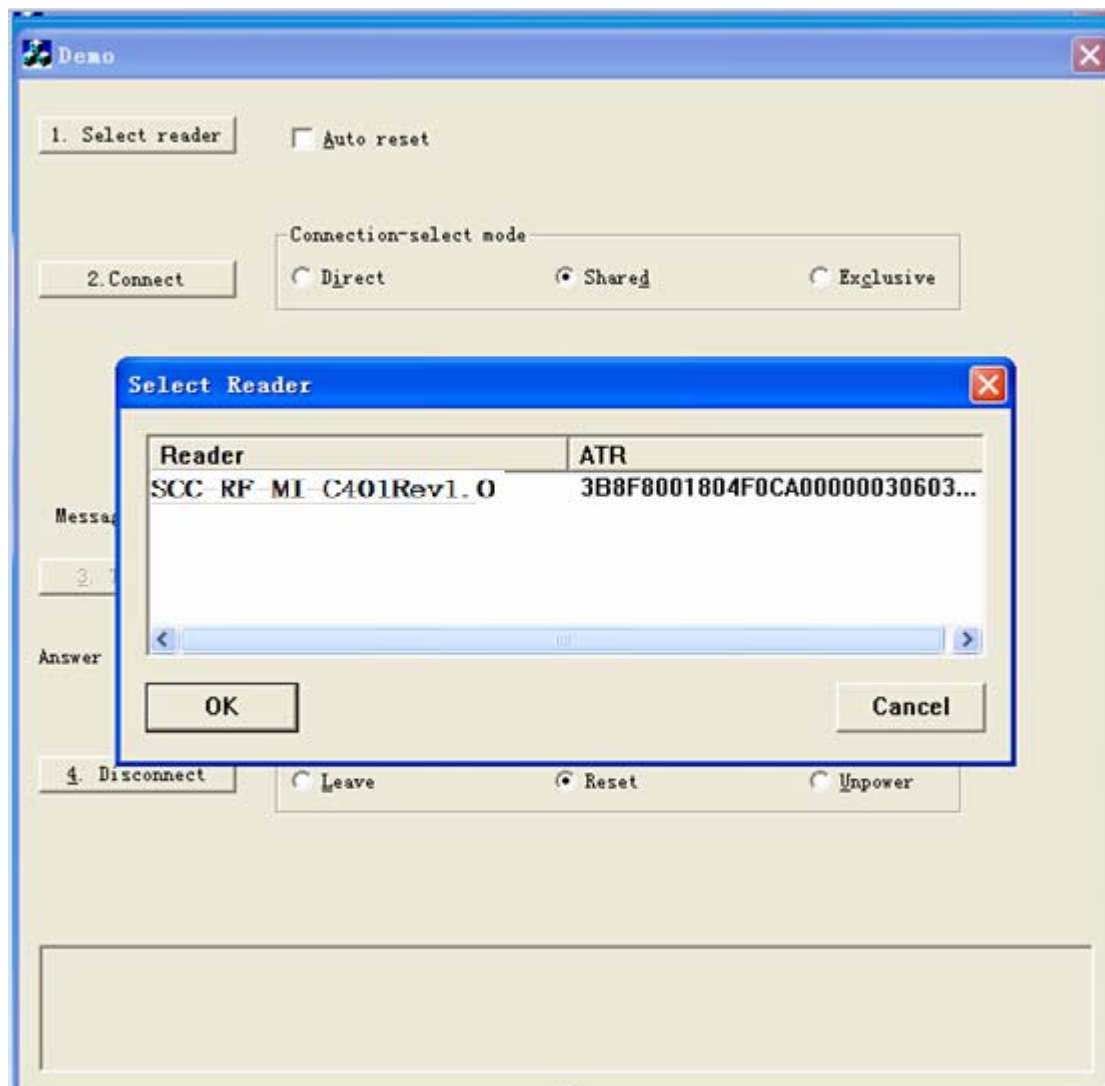 Demo
1. Select reader
Auto reset
Connection-select mode
2.Connect
Direct
Shared
Exclusive
Select Reader
Reader
ATR
SCC-RF-MI-C401Rev1.0
3B8F8001804F0CA00000030603...
3.
Answer
OK
Cancel
4. Disconnect
Leave
Reset
Unpower